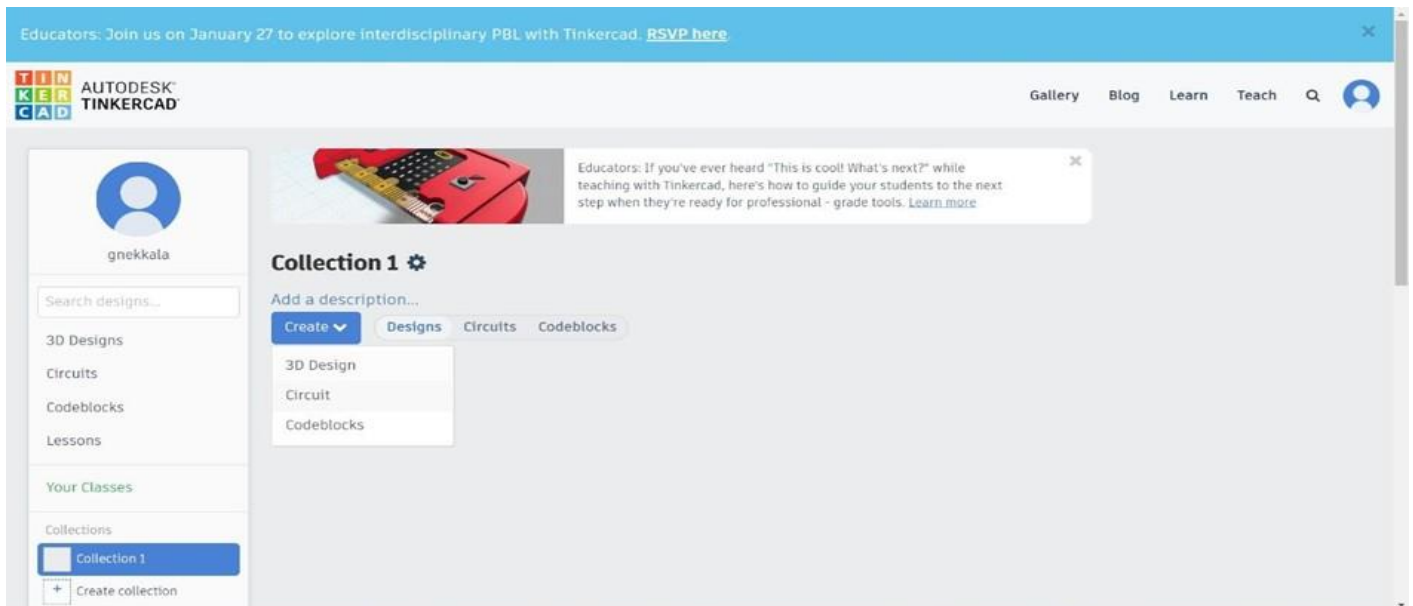 Educators: Join us on January 27 to explore interdisciplinary PBL with Tinkercad. RSVP here.
TIN
KER
CAD
AUTODESK
TINKERCAD
Gallery
Blog
Learn
Teach
gnekkala
Search designs...
3D Designs
Circuits
Codeblocks
Lessons
Your Classes
Collections
Collection 1
+ Create collection
Educators: If you've ever heard "This is cool! What's next?" while
teaching with Tinkercad, here's how to guide your students to the next
step when they're ready for professional - grade tools. Learn more
Collection 1
Add a description...
Create
Designs
Circuits
Codeblocks
3D Design
Circuit
Codeblocks